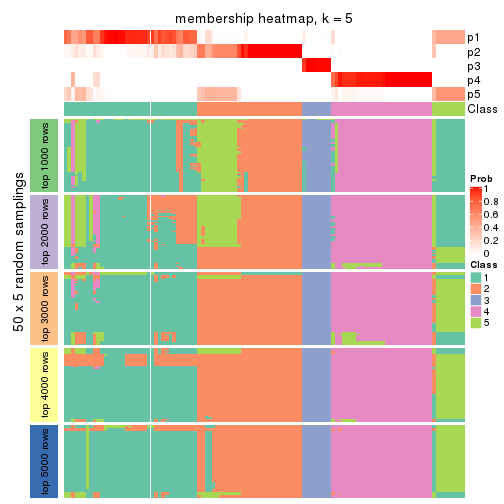 membership heatmap, k = 5
p1
p2
p3
p4
p5
Class
50 x 5 random samplings
top 1000 rows
top 2000 rows
top 3000 rows
top 4000 rows
top 5000 rows
Prob
1
0.8
0.6
0.4
0.2
0
Class
1
2
3
4
5